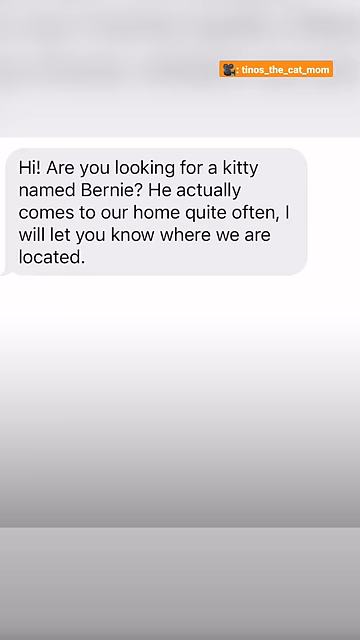 tinos_the_cat_mom
Hi! Are you looking for a kitty
named Bernie? He actually
comes to our home quite often, I
will let you know where we are
located.